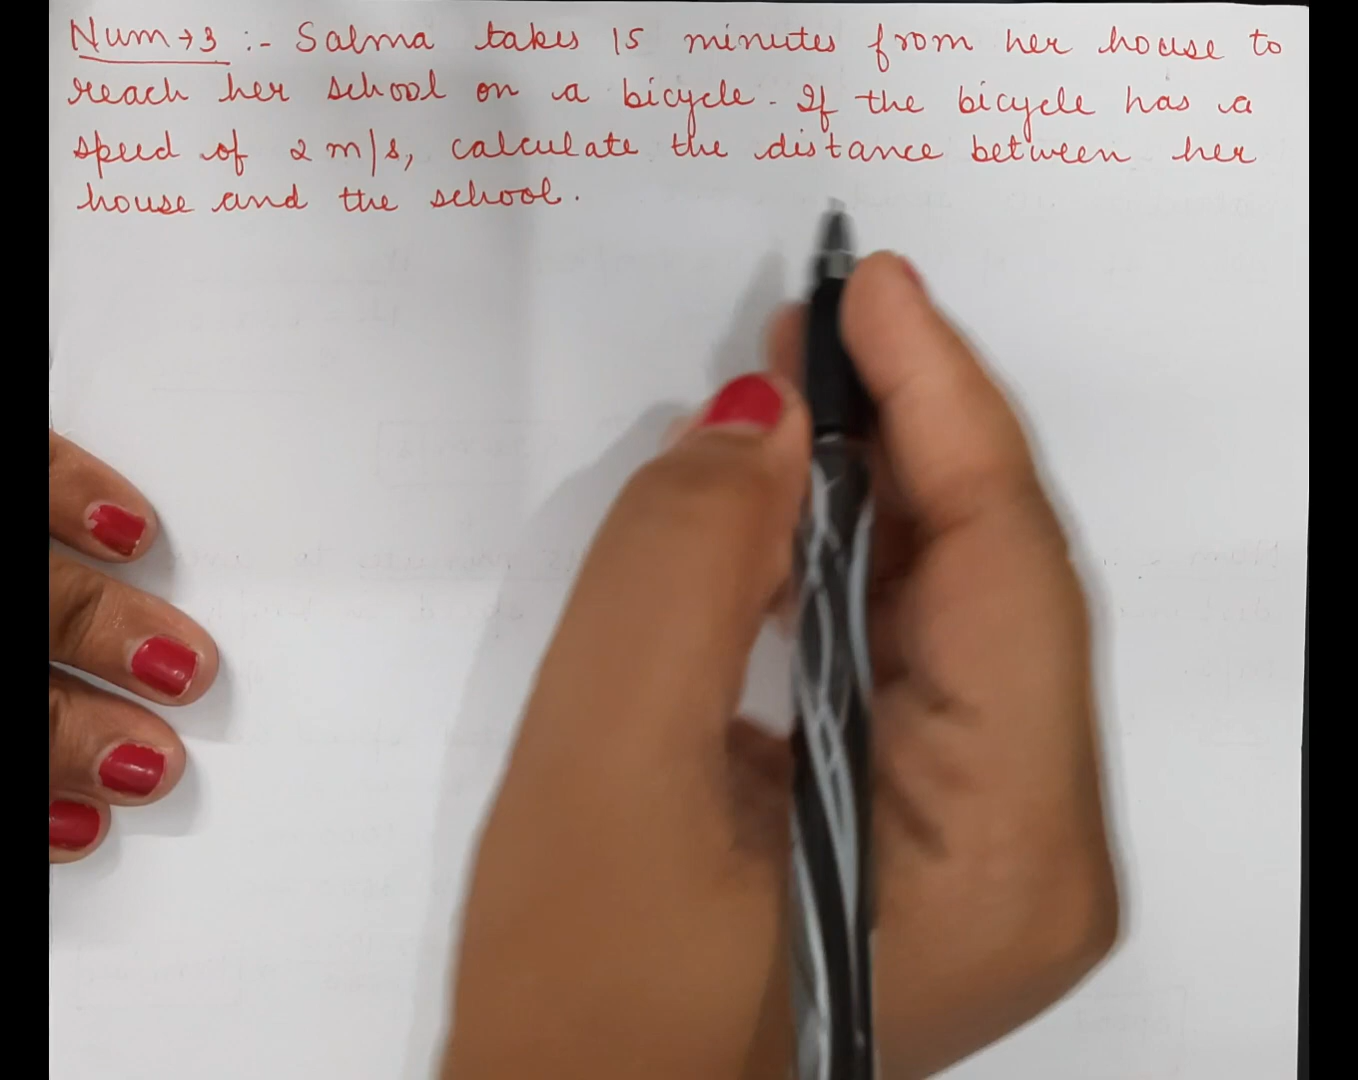 Num→3 :- Salma takes 15 minutes from her house to
reach her school on a bicycle. If the bicycle has a
speed of 2 m/s, calculate the distance between her
house and the school.